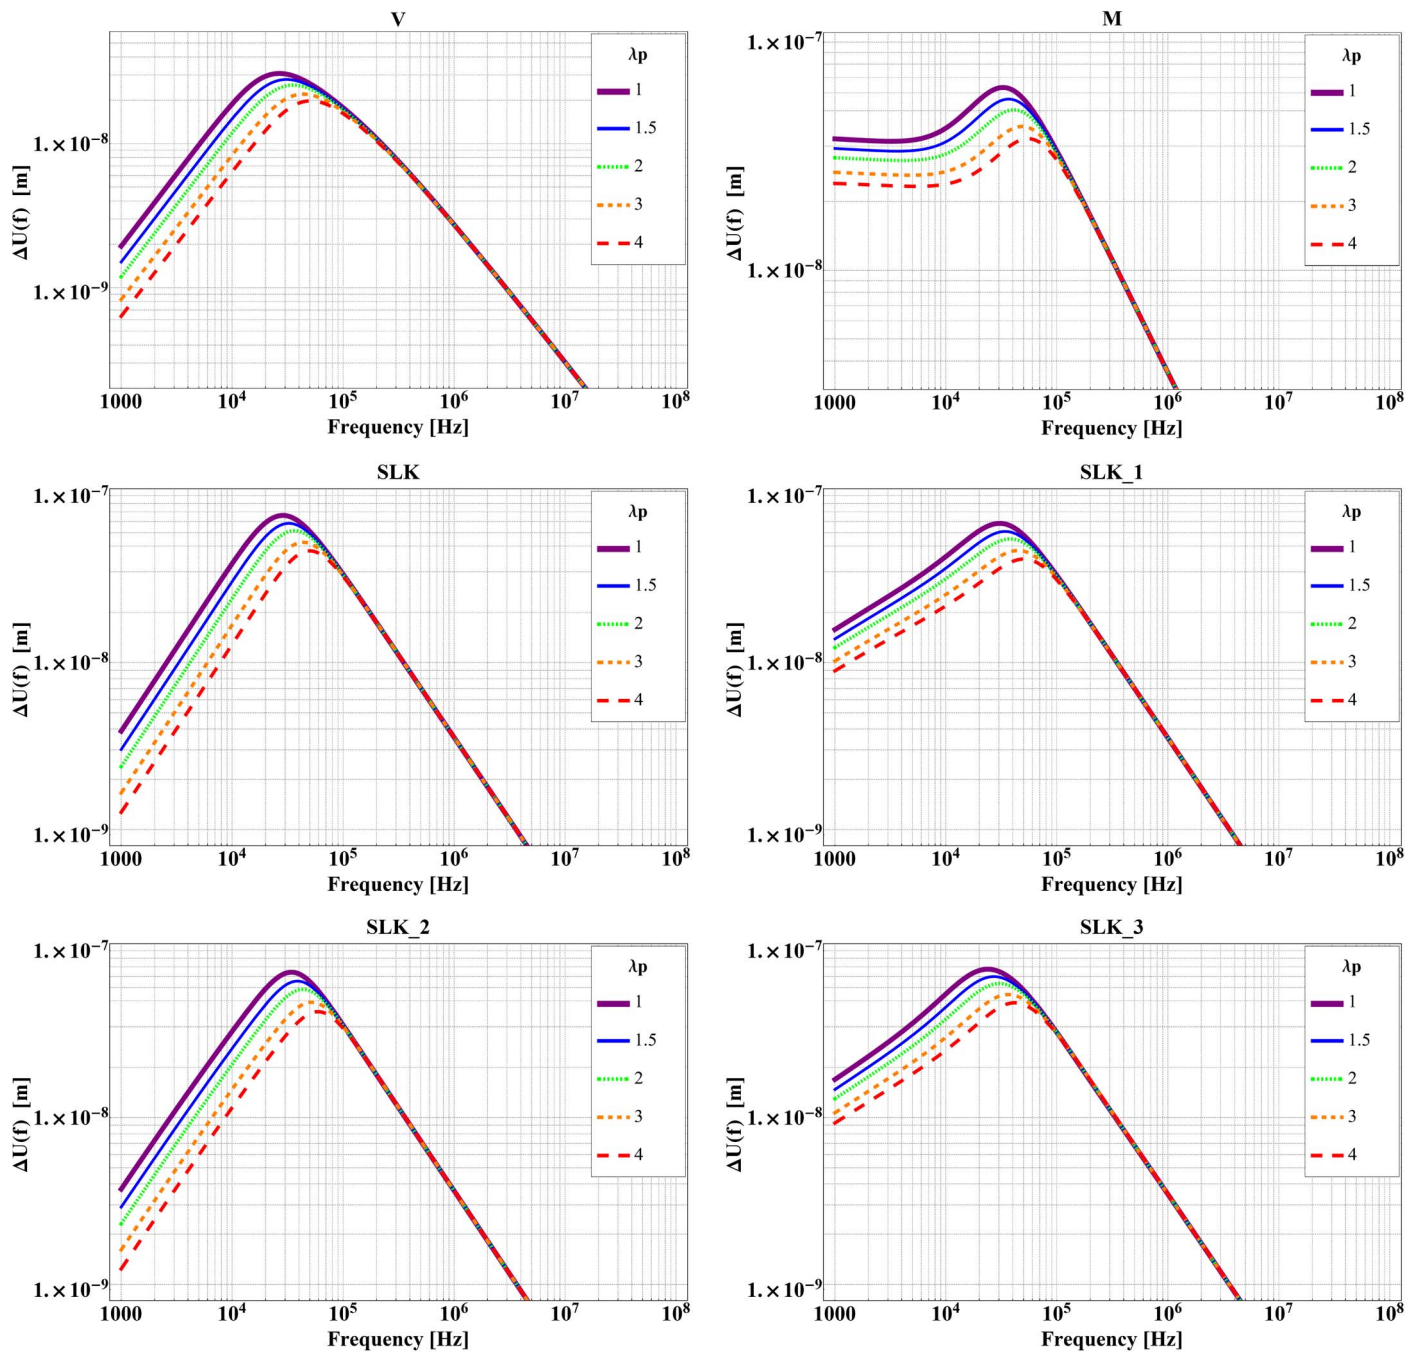 V
ΔU(f) [m]
1.×10⁻⁸
1.×10⁻⁹
λp
1
1.5
2
3
4
1000 10⁴ 10⁵ 10⁶ 10⁷ 10⁸
Frequency [Hz]
M
ΔU(f) [m]
1.×10⁻⁷
1.×10⁻⁸
λp
1
1.5
2
3
4
1000 10⁴ 10⁵ 10⁶ 10⁷ 10⁸
Frequency [Hz]
SLK
ΔU(f) [m]
1.×10⁻⁷
1.×10⁻⁸
1.×10⁻⁹
λp
1
1.5
2
3
4
1000 10⁴ 10⁵ 10⁶ 10⁷ 10⁸
Frequency [Hz]
SLK_1
ΔU(f) [m]
1.×10⁻⁷
1.×10⁻⁸
1.×10⁻⁹
λp
1
1.5
2
3
4
1000 10⁴ 10⁵ 10⁶ 10⁷ 10⁸
Frequency [Hz]
SLK_2
ΔU(f) [m]
1.×10⁻⁷
1.×10⁻⁸
1.×10⁻⁹
λp
1
1.5
2
3
4
1000 10⁴ 10⁵ 10⁶ 10⁷ 10⁸
Frequency [Hz]
SLK_3
ΔU(f) [m]
1.×10⁻⁷
1.×10⁻⁸
1.×10⁻⁹
λp
1
1.5
2
3
4
1000 10⁴ 10⁵ 10⁶ 10⁷ 10⁸
Frequency [Hz]